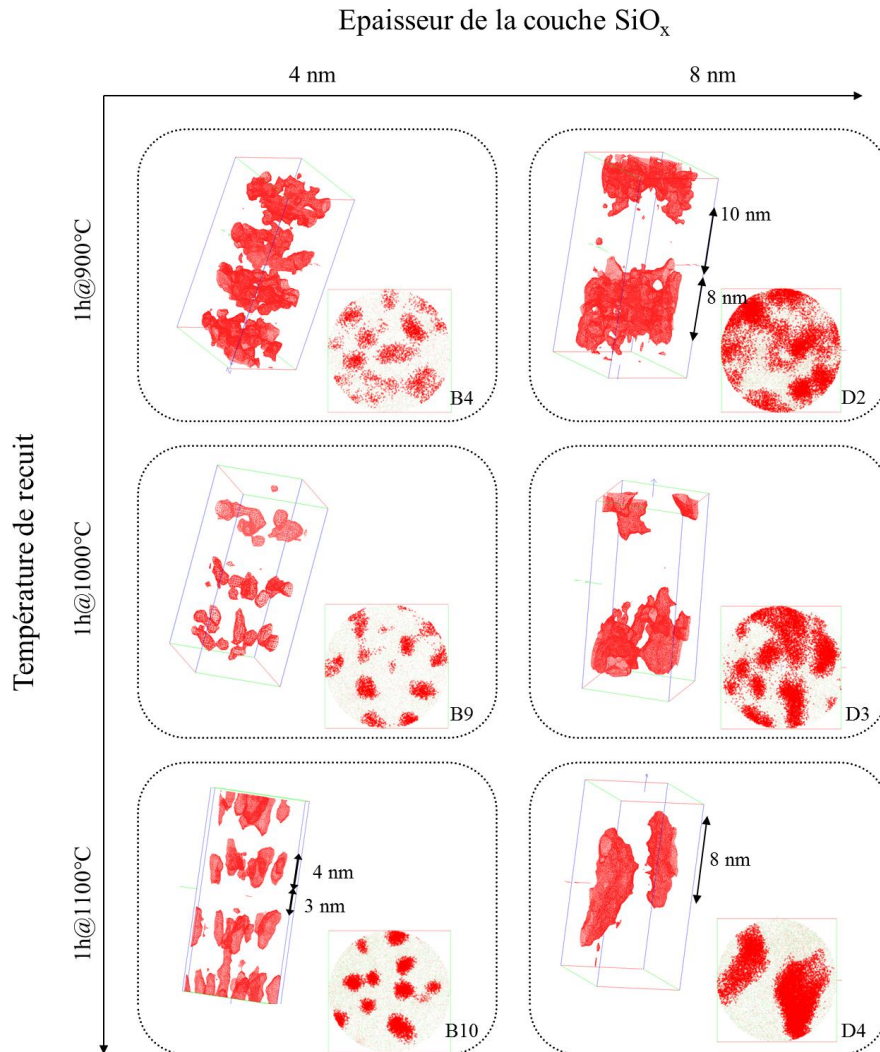 Epaisseur de la couche SiOx
4 nm
8 nm
Température de recuit
1h@900°C
B4
10 nm
8 nm
D2
1h@1000°C
B9
D3
1h@1100°C
4 nm
3 nm
B10
8 nm
D4